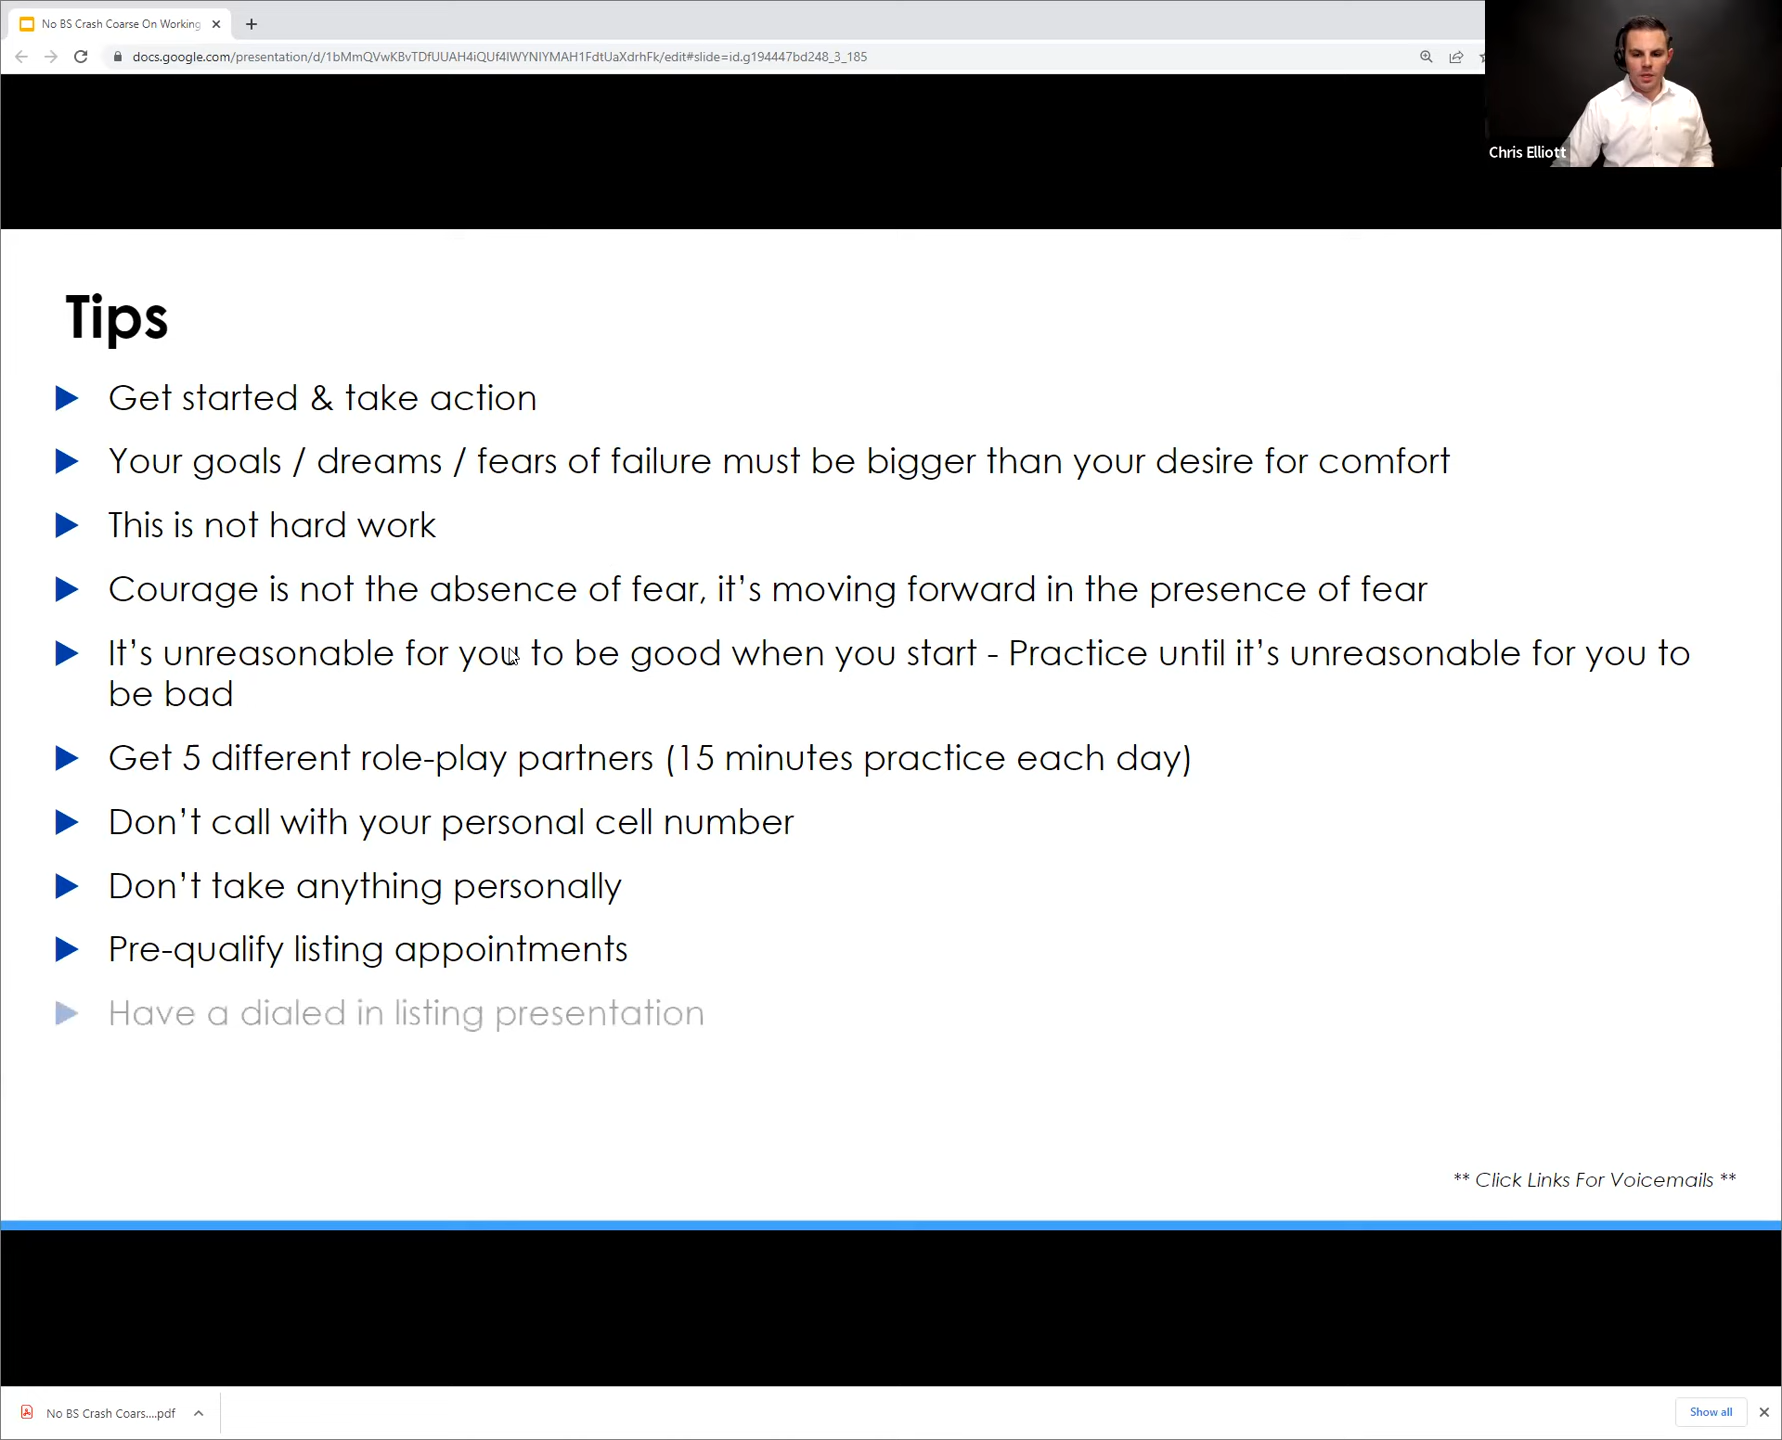 No BS Crash Coarse On Working
docs.google.com/presentation/d/1bMmQVwKBvTDfUUAH4iQUf4IWYNIYMAH1FdtUaXdrhFk/edit#slide=id.g194447bd248_3_185
Chris Elliott
Tips
Get started & take action
Your goals / dreams / fears of failure must be bigger than your desire for comfort
This is not hard work
Courage is not the absence of fear, it’s moving forward in the presence of fear
It’s unreasonable for you to be good when you start - Practice until it’s unreasonable for you to
be bad
Get 5 different role-play partners (15 minutes practice each day)
Don’t call with your personal cell number
Don’t take anything personally
Pre-qualify listing appointments
Have a dialed in listing presentation
** Click Links For Voicemails **
No BS Crash Coars....pdf
Show all